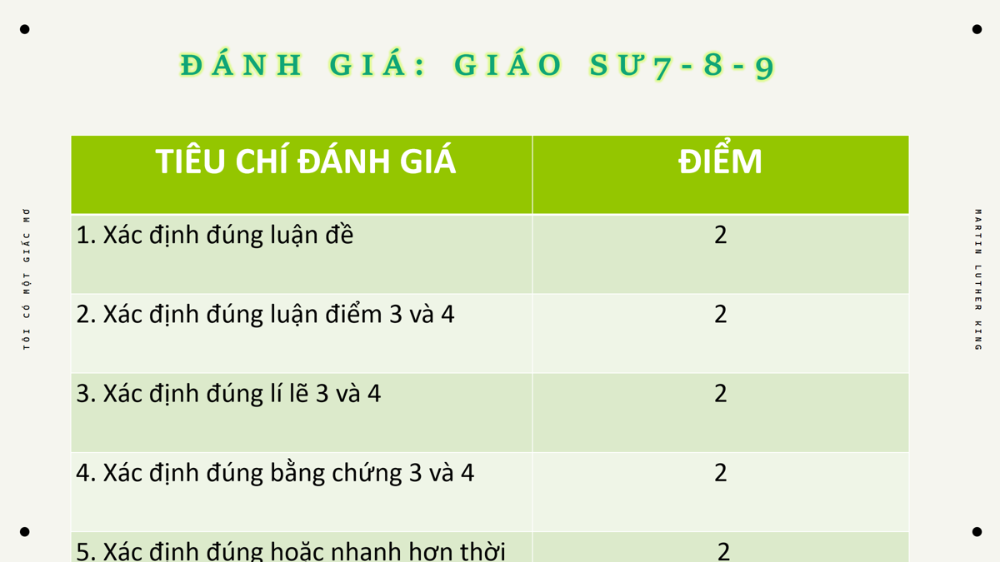 ĐÁNH GIÁ: GIÁO SƯ7-8-9
TIÊU CHÍ ĐÁNH GIÁ ĐIỂM
1. Xác định đúng luận đề 2
2. Xác định đúng luận điểm 3 và 4 2
3. Xác định đúng lí lẽ 3 và 4 2
4. Xác định đúng bằng chứng 3 và 4 2
5. Xác định đúng hoặc nhanh hơn thời 2
TÔI CÓ MỘT GIẤC MƠ
MARTIN LUTHER KING